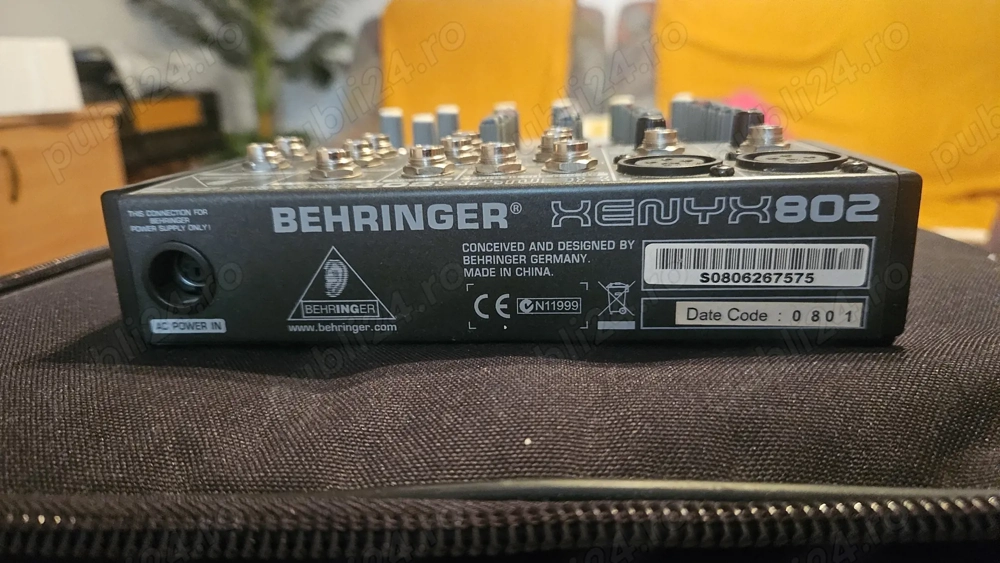 THIS CONNECTION FOR
BEHRINGER
POWER SUPPLY ONLY!
AC POWER IN
BEHRINGER®
BEHRINGER
www.behringer.com
XENYX802
CONCEIVED AND DESIGNED BY
BEHRINGER GERMANY.
MADE IN CHINA.
CE N11999
S0806267575
Date Code : 0801
publi24.ro